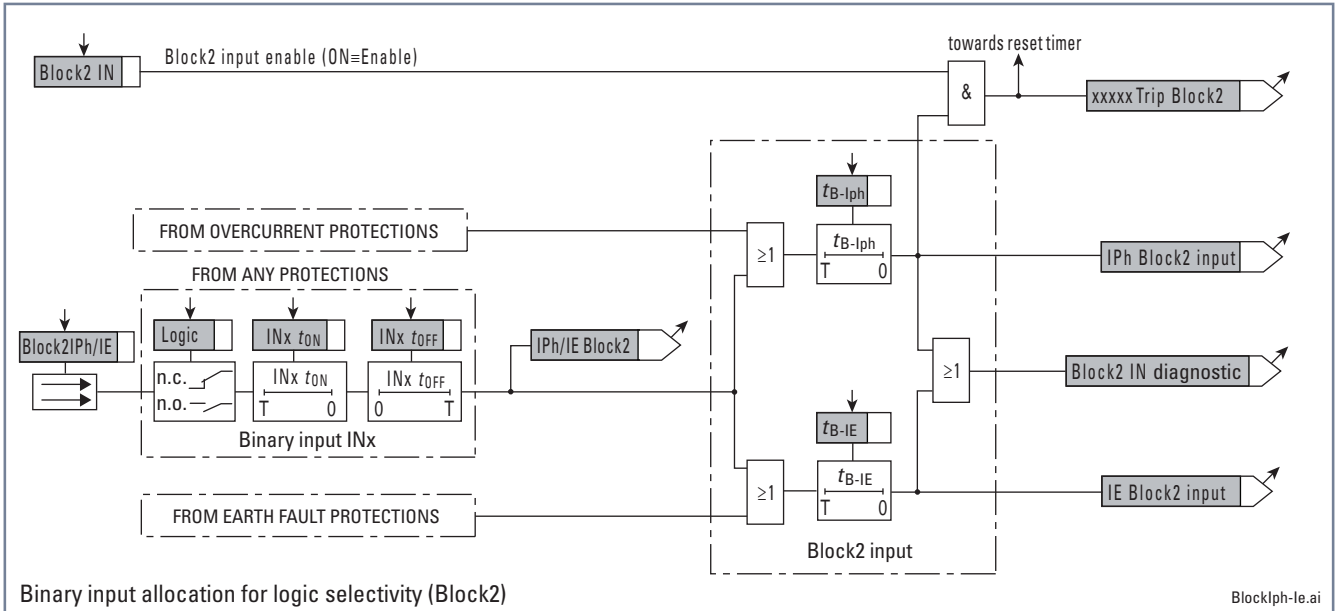 towards reset timer
Block2 IN
Block2 input enable (ON≡Enable)
&
xxxxx Trip Block2
tB-Iph
FROM OVERCURRENT PROTECTIONS
≥1
tB-Iph
T 0
IPh Block2 input
FROM ANY PROTECTIONS
Block2IPh/IE
Logic
INx tON
INx tOFF
IPh/IE Block2
n.c.
n.o.
INx tON
T 0
INx tOFF
0 T
Binary input INx
≥1
Block2 IN diagnostic
tB-IE
≥1
tB-IE
T 0
IE Block2 input
FROM EARTH FAULT PROTECTIONS
Block2 input
Binary input allocation for logic selectivity (Block2)
BlockIph-Ie.ai